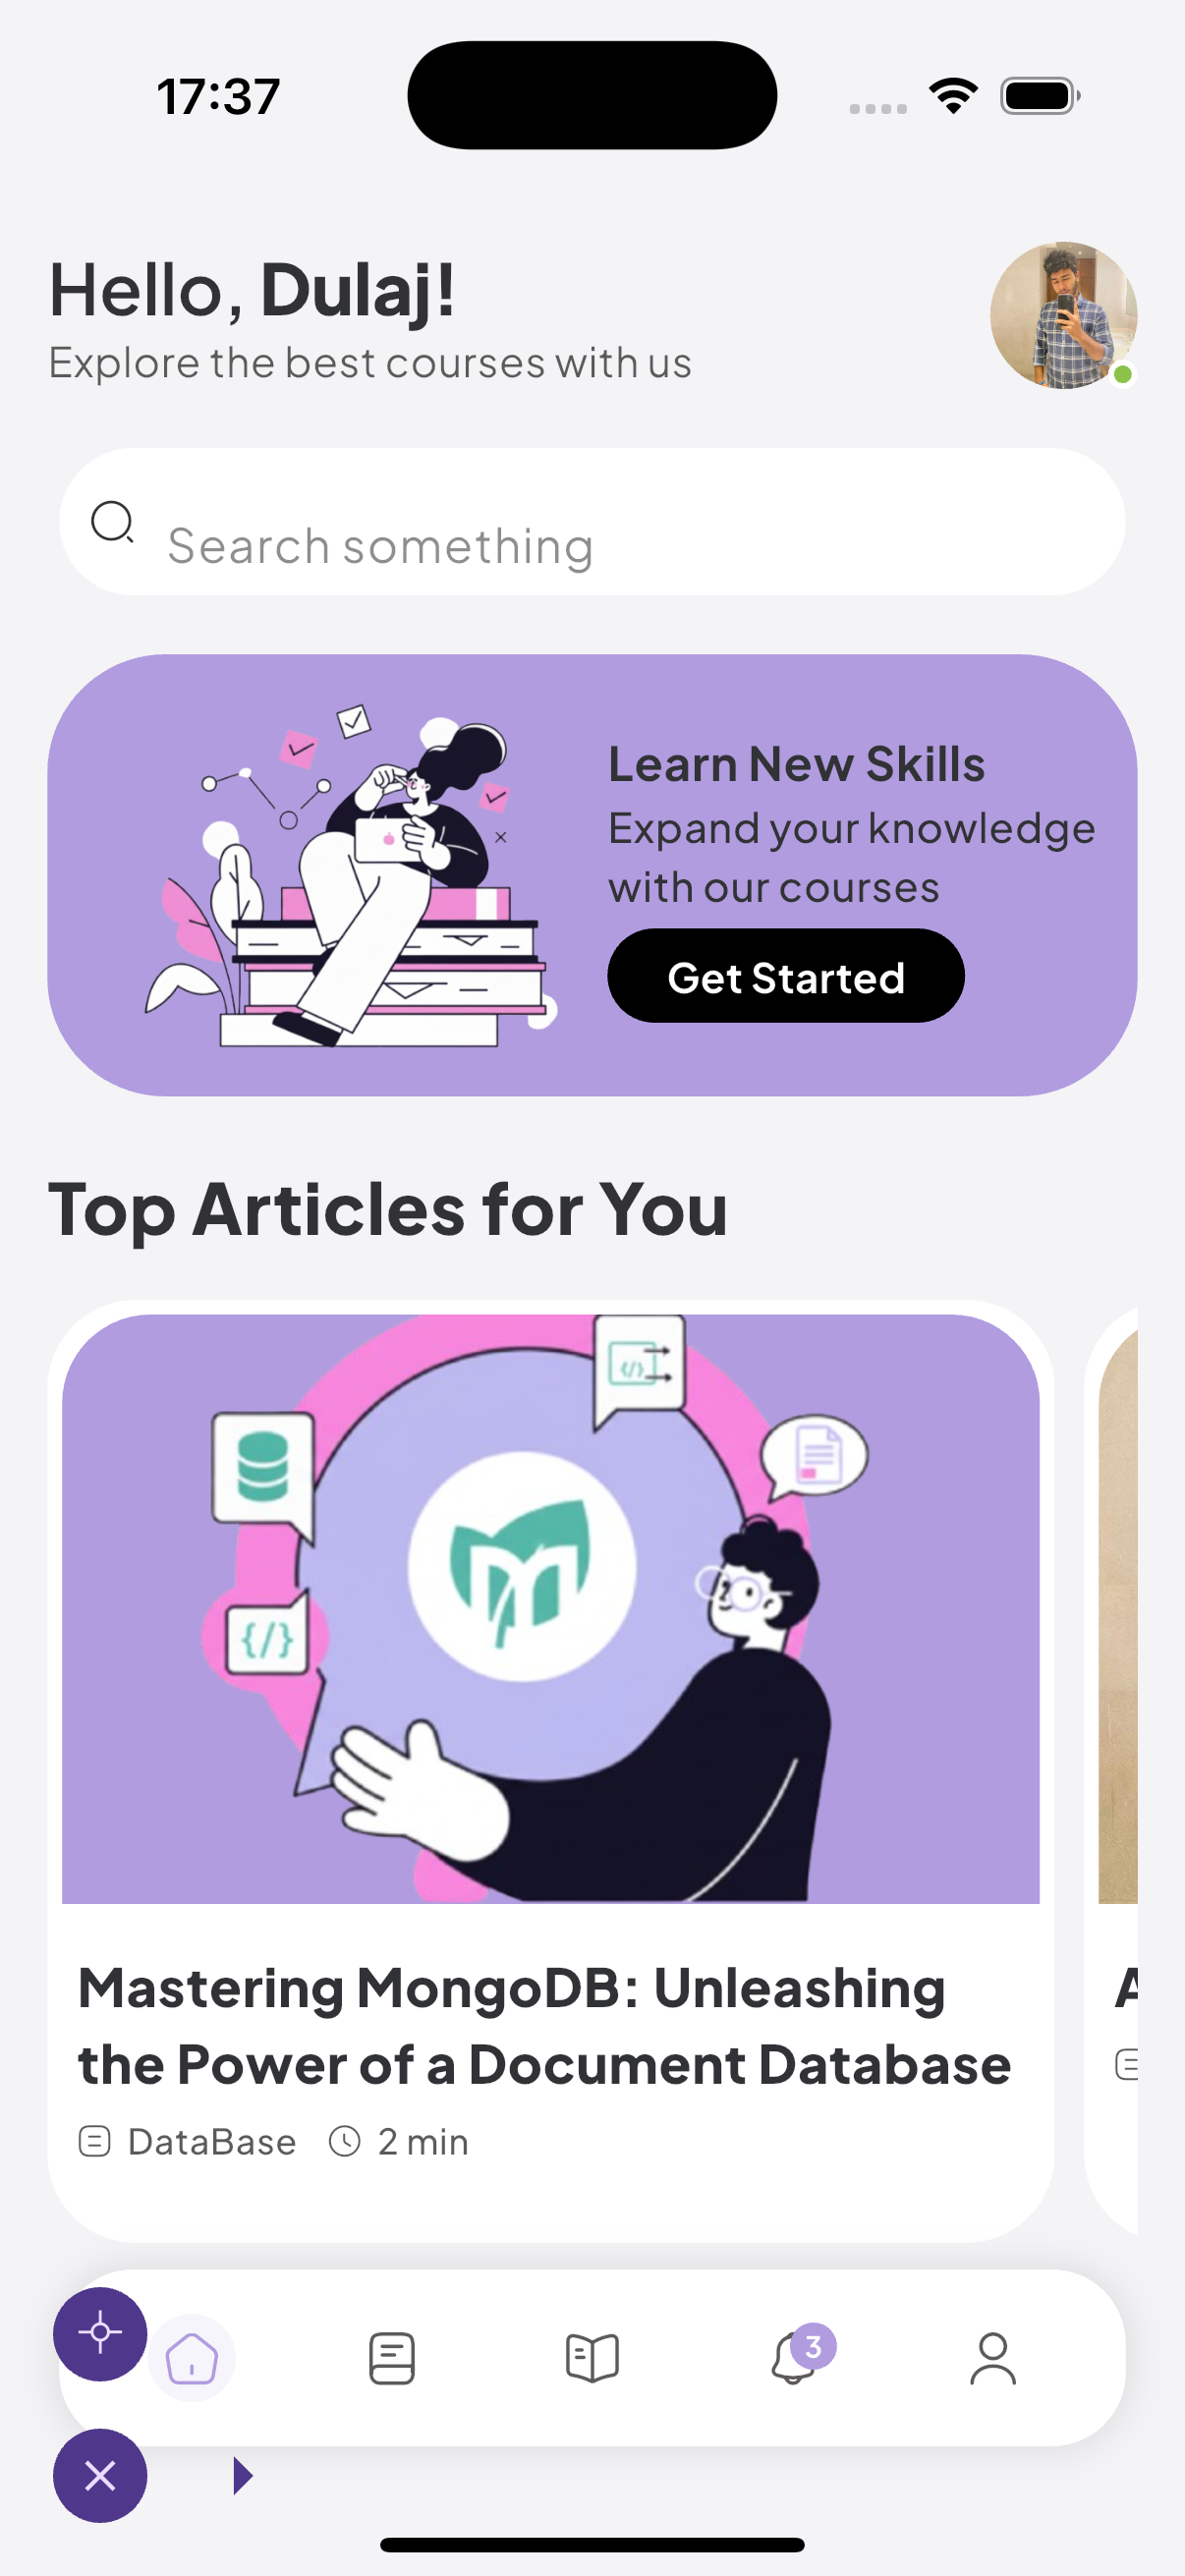 17:37
Hello, Dulaj!
Explore the best courses with us
Search something
Learn New Skills
Expand your knowledge
with our courses
Get Started
Top Articles for You
</>
{/}
Mastering MongoDB: Unleashing
the Power of a Document Database
DataBase 2 min
A
3